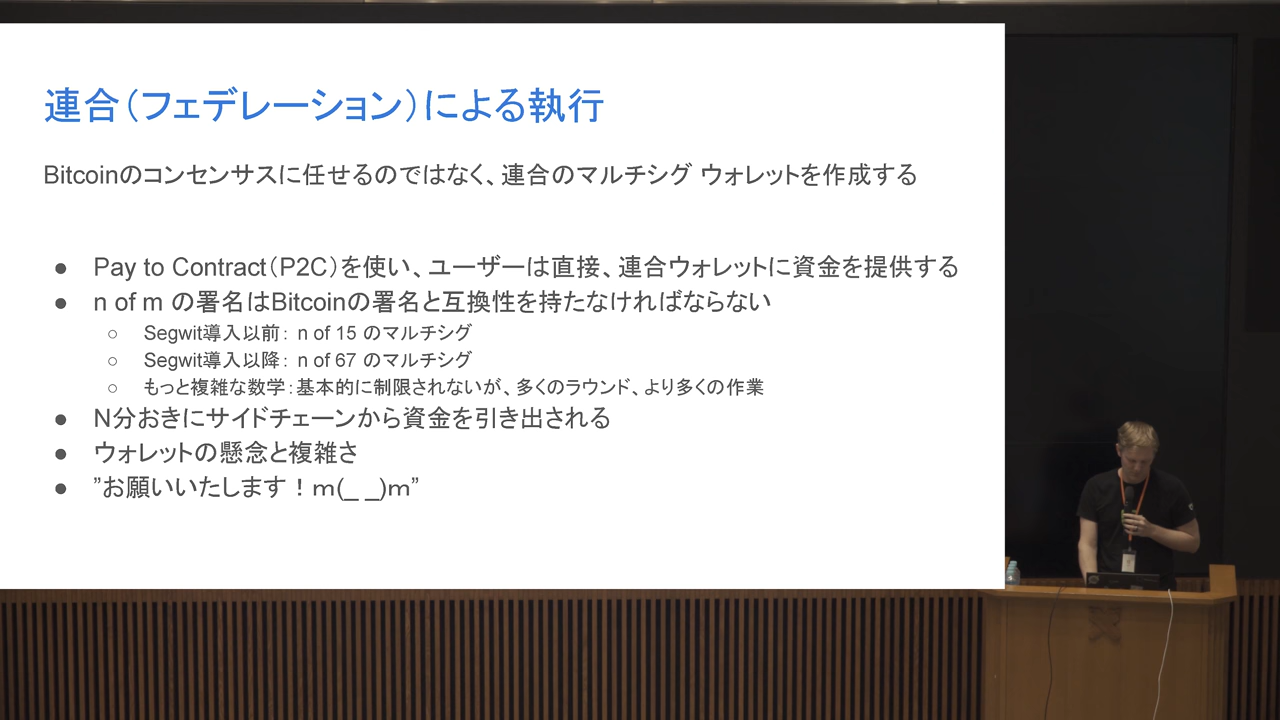 連合（フェデレーション）による執行
Bitcoinのコンセンサスに任せるのではなく、連合のマルチシグ ウォレットを作成する
● Pay to Contract（P2C）を使い、ユーザーは直接、連合ウォレットに資金を提供する
● n of m の署名はBitcoinの署名と互換性を持たなければならない
○ Segwit導入以前： n of 15 のマルチシグ
○ Segwit導入以降： n of 67 のマルチシグ
○ もっと複雑な数学：基本的に制限されないが、多くのラウンド、より多くの作業
● N分おきにサイドチェーンから資金を引き出される
● ウォレットの懸念と複雑さ
● ”お願いいたします！ｍ(_ _)ｍ”